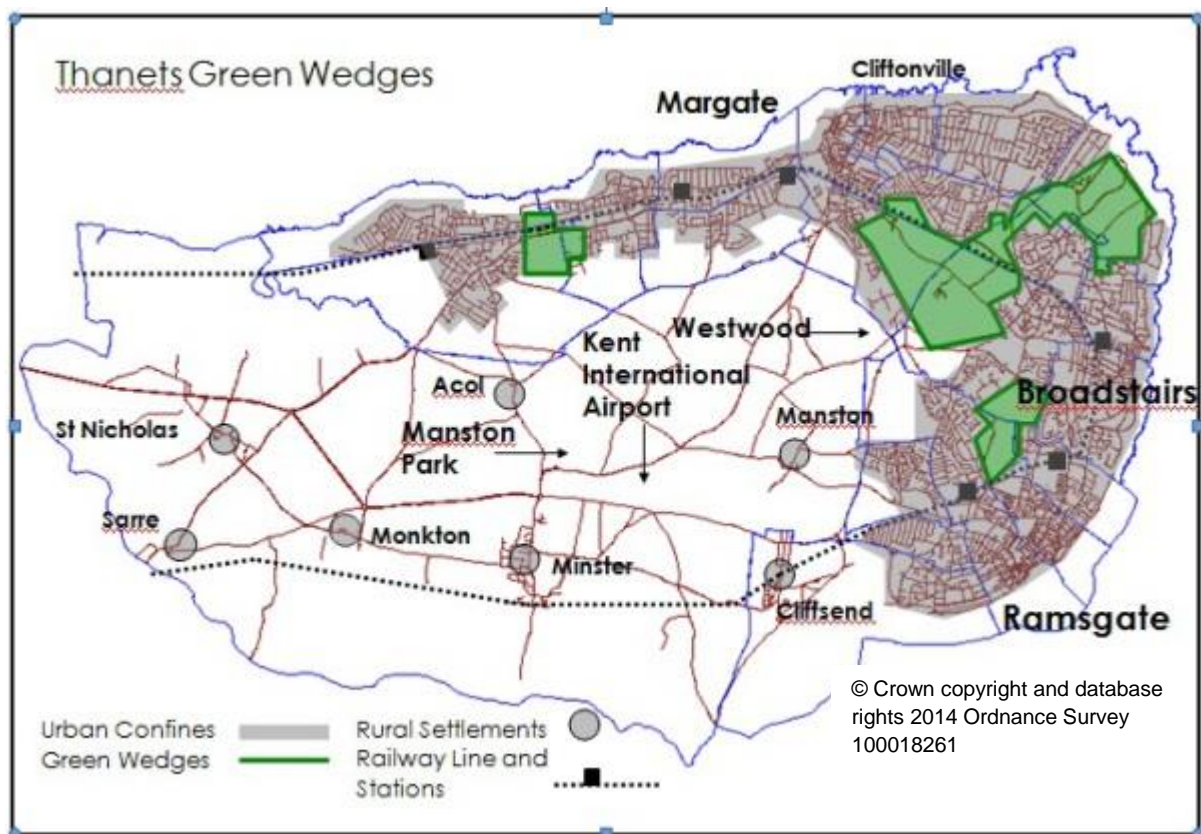 Thanets Green Wedges
Cliftonville
Margate
Westwood
Kent
International
Airport
Acol
Manston
Broadstairs
St Nicholas
Manston
Park
Sarre
Monkton
Minster
Cliffsend
Ramsgate
© Crown copyright and database
rights 2014 Ordnance Survey
100018261
Urban Confines
Green Wedges
Rural Settlements
Railway Line and
Stations